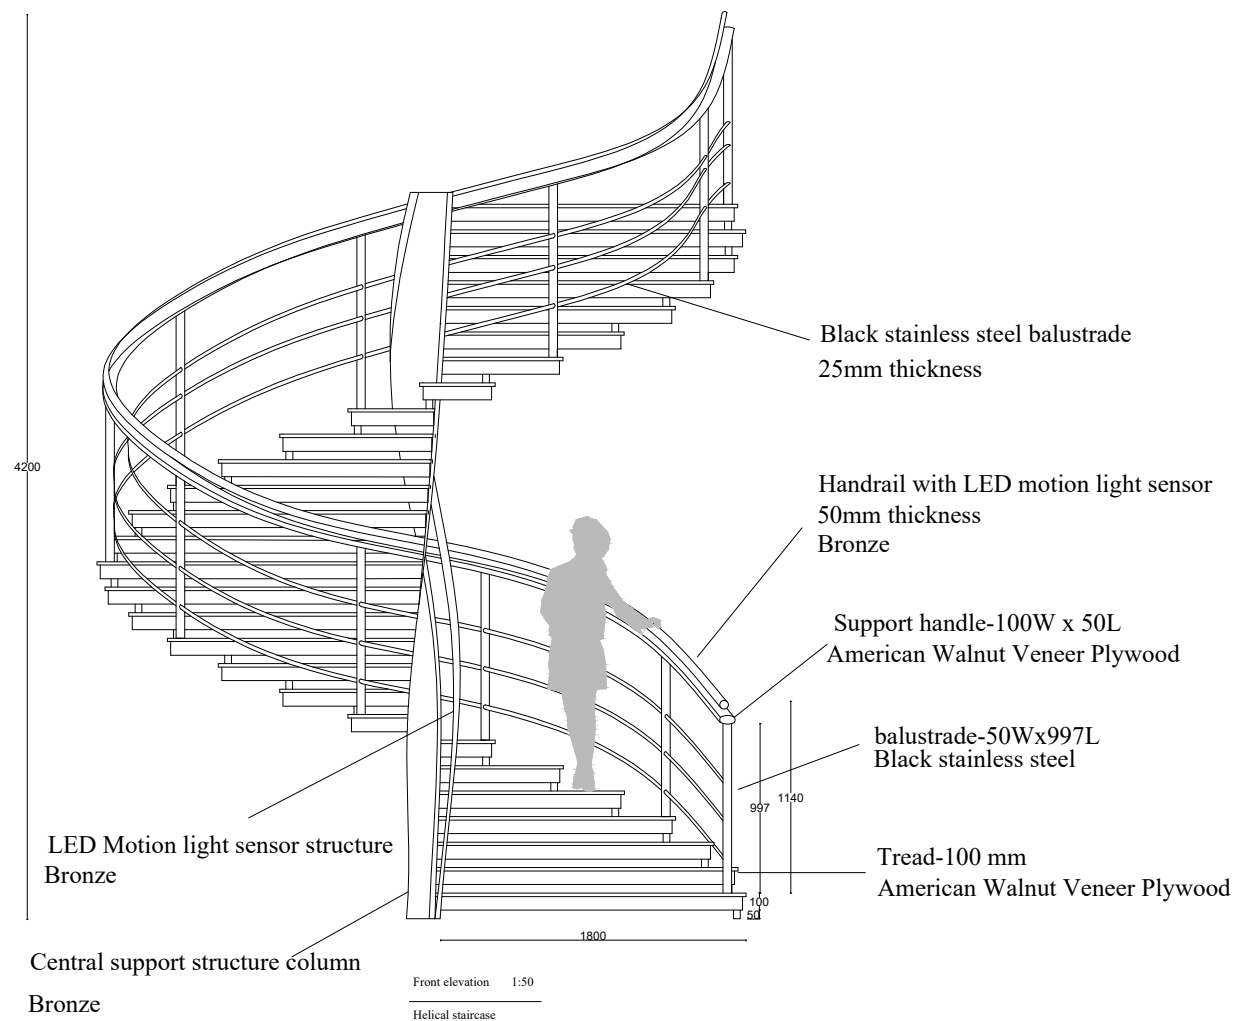 Black stainless steel balustrade
25mm thickness
4200
Handrail with LED motion light sensor
50mm thickness
Bronze
Support handle-100W x 50L
American Walnut Veneer Plywood
balustrade-50Wx997L
Black stainless steel
1140
997
LED Motion light sensor structure
Bronze
Tread-100 mm
American Walnut Veneer Plywood
100
50
1800
Central support structure column
Bronze
Front elevation 1:50
Helical staircase